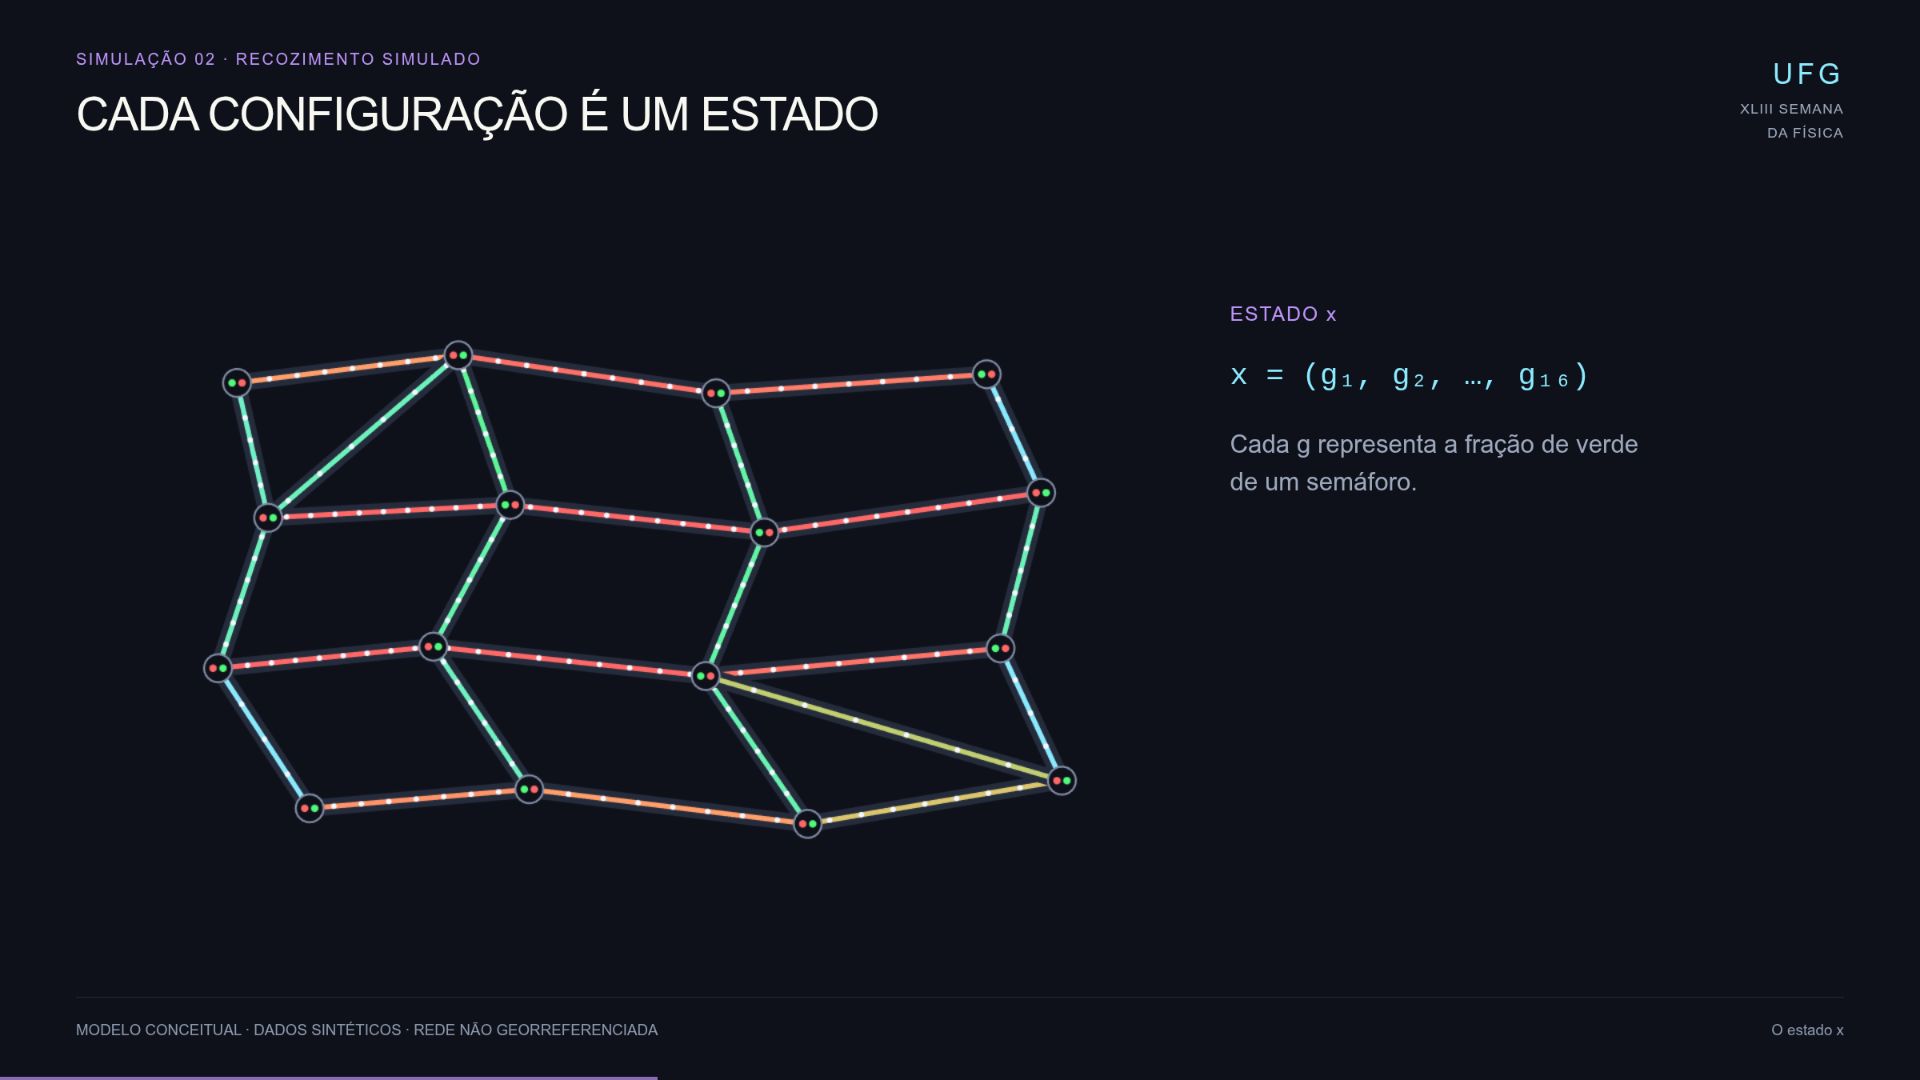 SIMULAÇÃO 02 · RECOZIMENTO SIMULADO
CADA CONFIGURAÇÃO É UM ESTADO
UFG
XLIII SEMANA
DA FÍSICA
ESTADO x
x = (g₁, g₂, …, g₁₆)
Cada g representa a fração de verde
de um semáforo.
MODELO CONCEITUAL · DADOS SINTÉTICOS · REDE NÃO GEORREFERENCIADA
O estado x